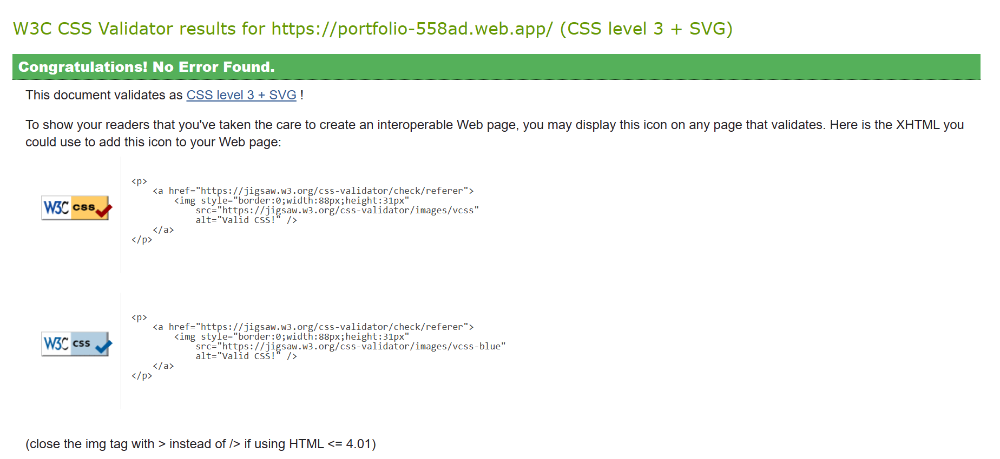 W3C CSS Validator results for https://portfolio-558ad.web.app/ (CSS level 3 + SVG)
Congratulations! No Error Found.
This document validates as CSS level 3 + SVG !
To show your readers that you've taken the care to create an interoperable Web page, you may display this icon on any page that validates. Here is the XHTML you
could use to add this icon to your Web page:
W3C css
<p>
    <a href="https://jigsaw.w3.org/css-validator/check/referer">
        <img style="border:0;width:88px;height:31px"
            src="https://jigsaw.w3.org/css-validator/images/vcss"
            alt="Valid CSS!" />
    </a>
</p>
W3C css
<p>
    <a href="https://jigsaw.w3.org/css-validator/check/referer">
        <img style="border:0;width:88px;height:31px"
            src="https://jigsaw.w3.org/css-validator/images/vcss-blue"
            alt="Valid CSS!" />
    </a>
</p>
(close the img tag with > instead of /> if using HTML <= 4.01)